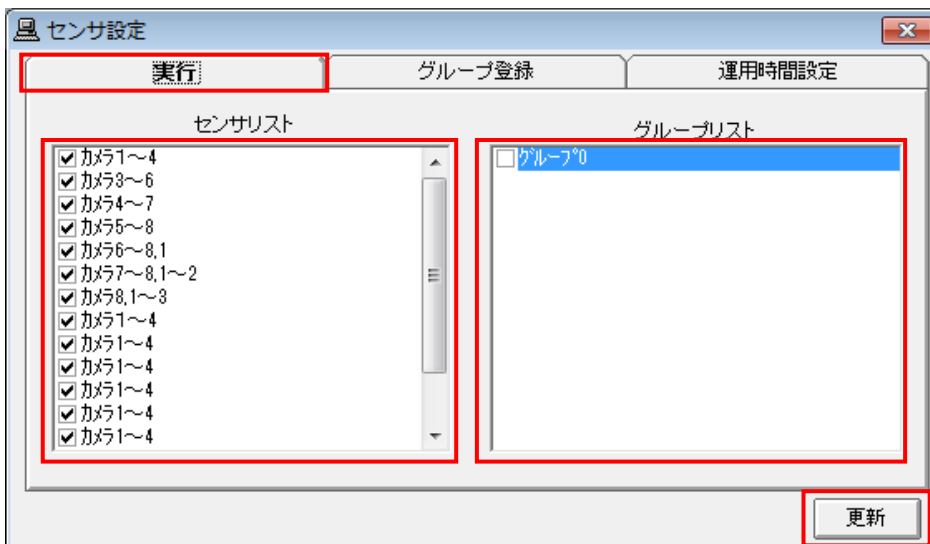 センサ設定
実行 グループ登録 運用時間設定
センサリスト
ｶﾒﾗ1～4
ｶﾒﾗ3～6
ｶﾒﾗ4～7
ｶﾒﾗ5～8
ｶﾒﾗ6～8,1
ｶﾒﾗ7～8,1～2
ｶﾒﾗ8,1～3
ｶﾒﾗ1～4
ｶﾒﾗ1～4
ｶﾒﾗ1～4
ｶﾒﾗ1～4
ｶﾒﾗ1～4
ｶﾒﾗ1～4
グループリスト
ｸﾞﾙｰﾌﾟ0
更新